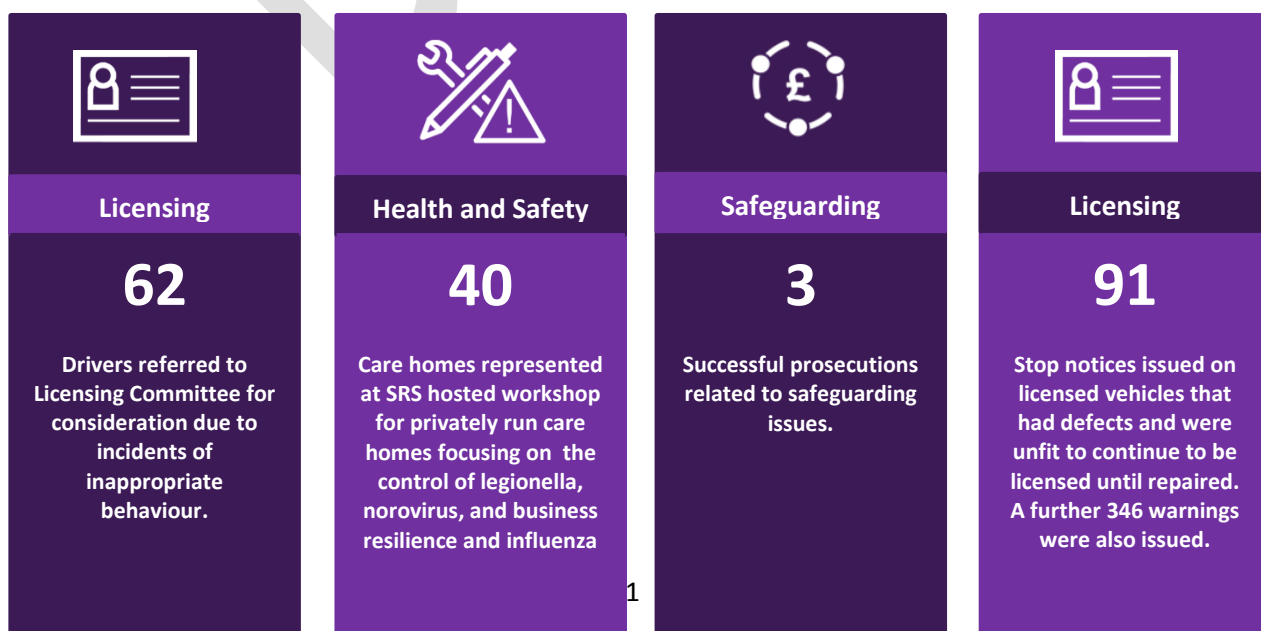 Licensing
62
Drivers referred to
Licensing Committee for
consideration due to
incidents of
inappropriate
behaviour.
Health and Safety
40
Care homes represented
at SRS hosted workshop
for privately run care
homes focusing on the
control of legionella,
norovirus, and business
resilience and influenza
£
Safeguarding
3
Successful prosecutions
related to safeguarding
issues.
Licensing
91
Stop notices issued on
licensed vehicles that
had defects and were
unfit to continue to be
licensed until repaired.
A further 346 warnings
were also issued.
1